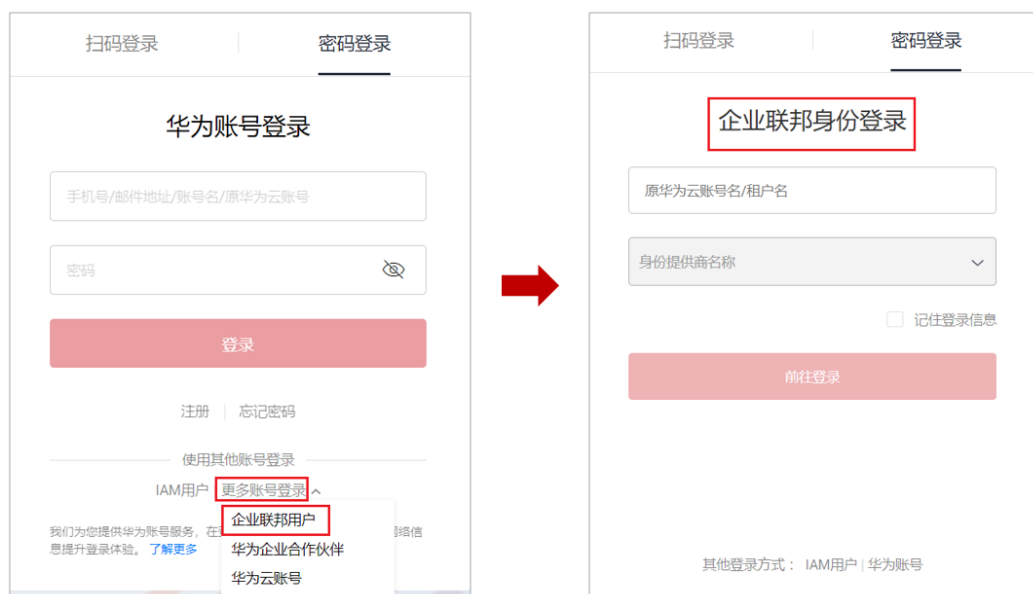 扫码登录 密码登录
华为账号登录
手机号/邮件地址/账号名/原华为云账号
密码
登录
注册 忘记密码
使用其他账号登录
IAM用户 更多账号登录
企业联邦用户
华为企业合作伙伴
华为云账号
我们为您提供华为账号服务，在 络信
息提升登录体验。 了解更多
扫码登录 密码登录
企业联邦身份登录
原华为云账号名/租户名
身份提供商名称
记住登录信息
前往登录
其他登录方式： IAM用户 | 华为账号